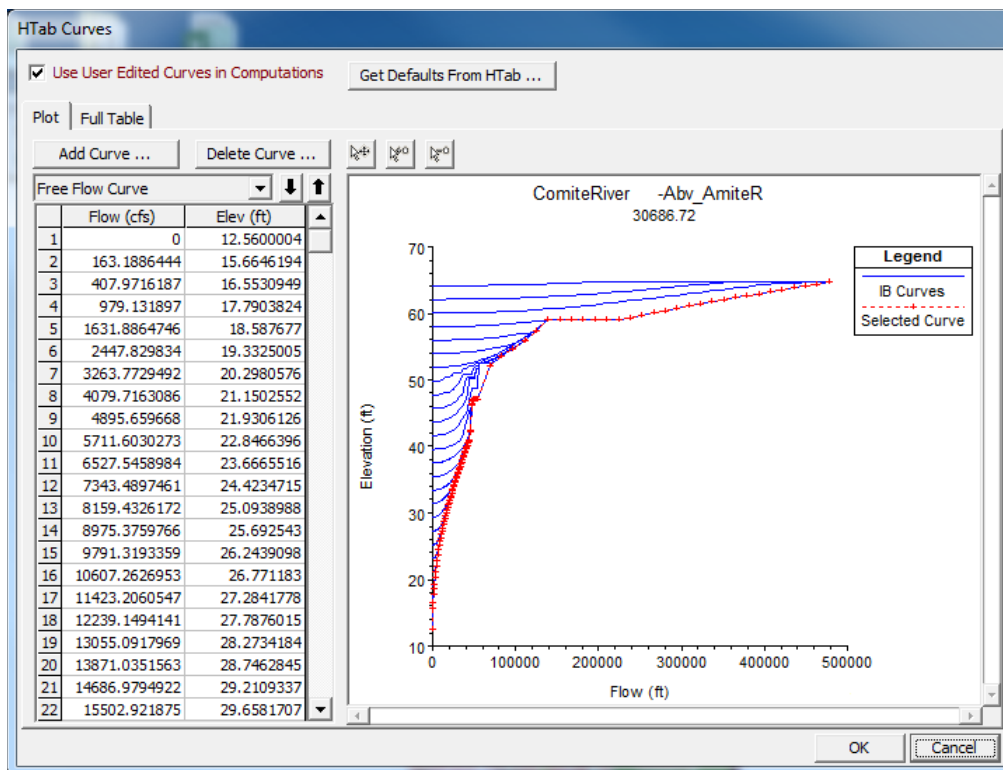 HTab Curves
Use User Edited Curves in Computations
Get Defaults From HTab ...
Plot
Full Table
Add Curve ...
Delete Curve ...
Free Flow Curve
Flow (cfs) Elev (ft)
1 0 12.5600004
2 163.1886444 15.6646194
3 407.9716187 16.5530949
4 979.131897 17.7903824
5 1631.8864746 18.587677
6 2447.829834 19.3325005
7 3263.7729492 20.2980576
8 4079.7163086 21.1502552
9 4895.659668 21.9306126
10 5711.6030273 22.8466396
11 6527.5458984 23.6665516
12 7343.4897461 24.4234715
13 8159.4326172 25.0938988
14 8975.3759766 25.692543
15 9791.3193359 26.2439098
16 10607.2626953 26.771183
17 11423.2060547 27.2841778
18 12239.1494141 27.7876015
19 13055.0917969 28.2734184
20 13871.0351563 28.7462845
21 14686.9794922 29.2109337
22 15502.921875 29.6581707
ComiteRiver -Abv_AmiteR
30686.72
70
60
50
40
30
20
10
Elevation (ft)
0 100000 200000 300000 400000 500000
Flow (ft)
Legend
IB Curves
Selected Curve
OK
Cancel